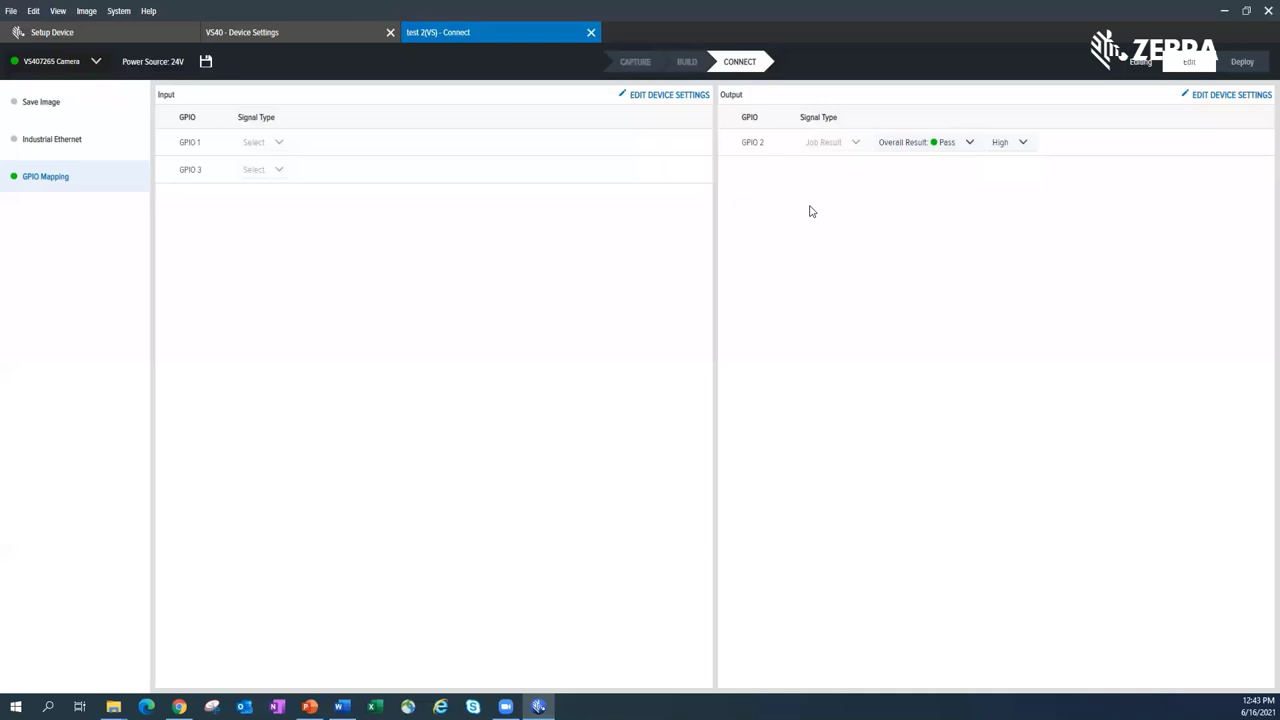 File Edit View Image System Help
Setup Device VS40 - Device Settings test 2(VS) - Connect
ZEBRA
VS407265 Camera Power Source: 24V CAPTURE BUILD CONNECT Editing Edit Deploy
Save Image
Industrial Ethernet
GPIO Mapping
Input EDIT DEVICE SETTINGS
GPIO Signal Type
GPIO 1 Select
GPIO 3 Select
Output EDIT DEVICE SETTINGS
GPIO Signal Type
GPIO 2 Job Result Overall Result: Pass High
12:43 PM
6/16/2021